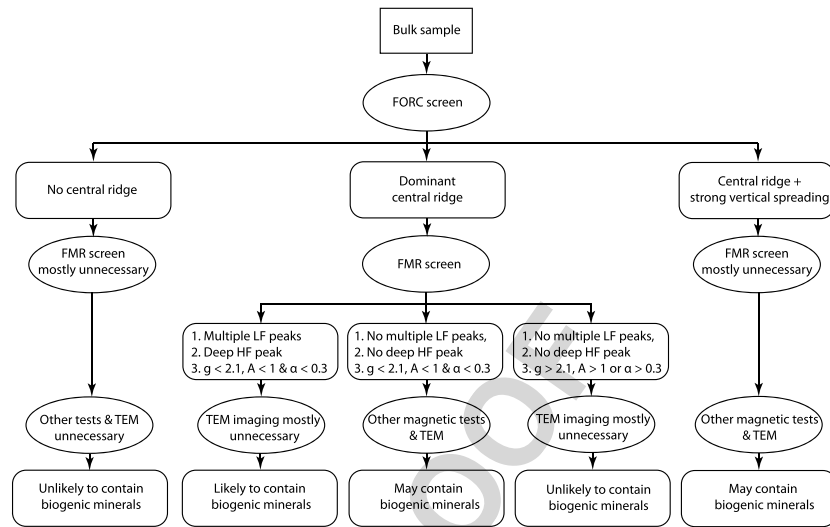 Bulk sample
FORC screen
No central ridge
Dominant
central ridge
Central ridge +
strong vertical spreading
FMR screen
mostly unnecessary
FMR screen
FMR screen
mostly unnecessary
1. Multiple LF peaks
2. Deep HF peak
3. g < 2.1, A < 1 & α < 0.3
1. No multiple LF peaks,
2. No deep HF peak
3. g < 2.1, A < 1 & α < 0.3
1. No multiple LF peaks,
2. No deep HF peak
3. g > 2.1, A > 1 or α > 0.3
Other tests & TEM
unnecessary
TEM imaging mostly
unnecessary
Other magnetic tests
& TEM
TEM imaging mostly
unnecessary
Other magnetic tests
& TEM
Unlikely to contain
biogenic minerals
Likely to contain
biogenic minerals
May contain
biogenic minerals
Unlikely to contain
biogenic minerals
May contain
biogenic minerals
OOF